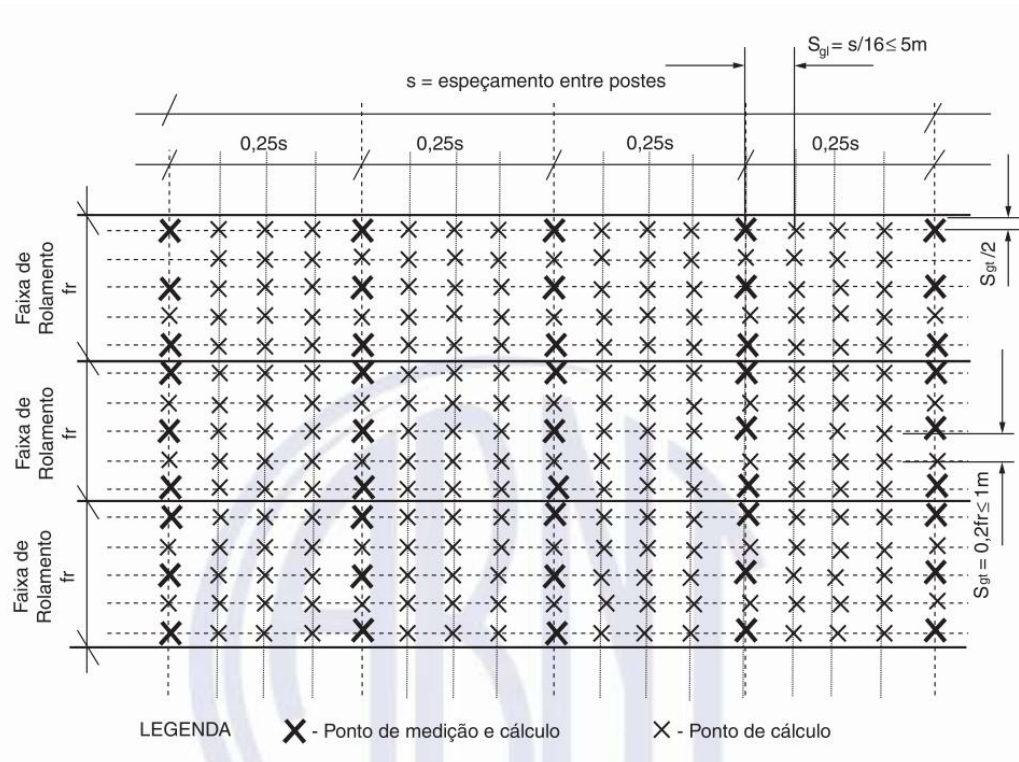 S_gl = s/16 ≤ 5m
s = espeçamento entre postes
0,25s
0,25s
0,25s
0,25s
S_gt/2
Faixa de
Rolamento
fr
Faixa de
Rolamento
fr
S_gt = 0,2fr ≤ 1m
Faixa de
Rolamento
fr
ABNT
LEGENDA
- Ponto de medição e cálculo
- Ponto de cálculo